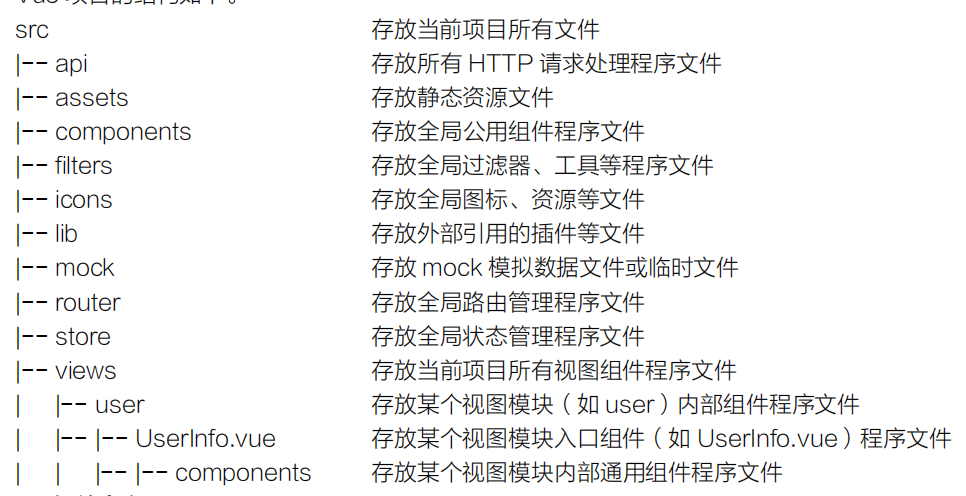 src 存放当前项目所有文件
|-- api 存放所有 HTTP 请求处理程序文件
|-- assets 存放静态资源文件
|-- components 存放全局公用组件程序文件
|-- filters 存放全局过滤器、工具等程序文件
|-- icons 存放全局图标、资源等文件
|-- lib 存放外部引用的插件等文件
|-- mock 存放 mock 模拟数据文件或临时文件
|-- router 存放全局路由管理程序文件
|-- store 存放全局状态管理程序文件
|-- views 存放当前项目所有视图组件程序文件
| |-- user 存放某个视图模块（如 user）内部组件程序文件
| |-- |-- UserInfo.vue 存放某个视图模块入口组件（如 UserInfo.vue）程序文件
| | |-- |-- components 存放某个视图模块内部通用组件程序文件